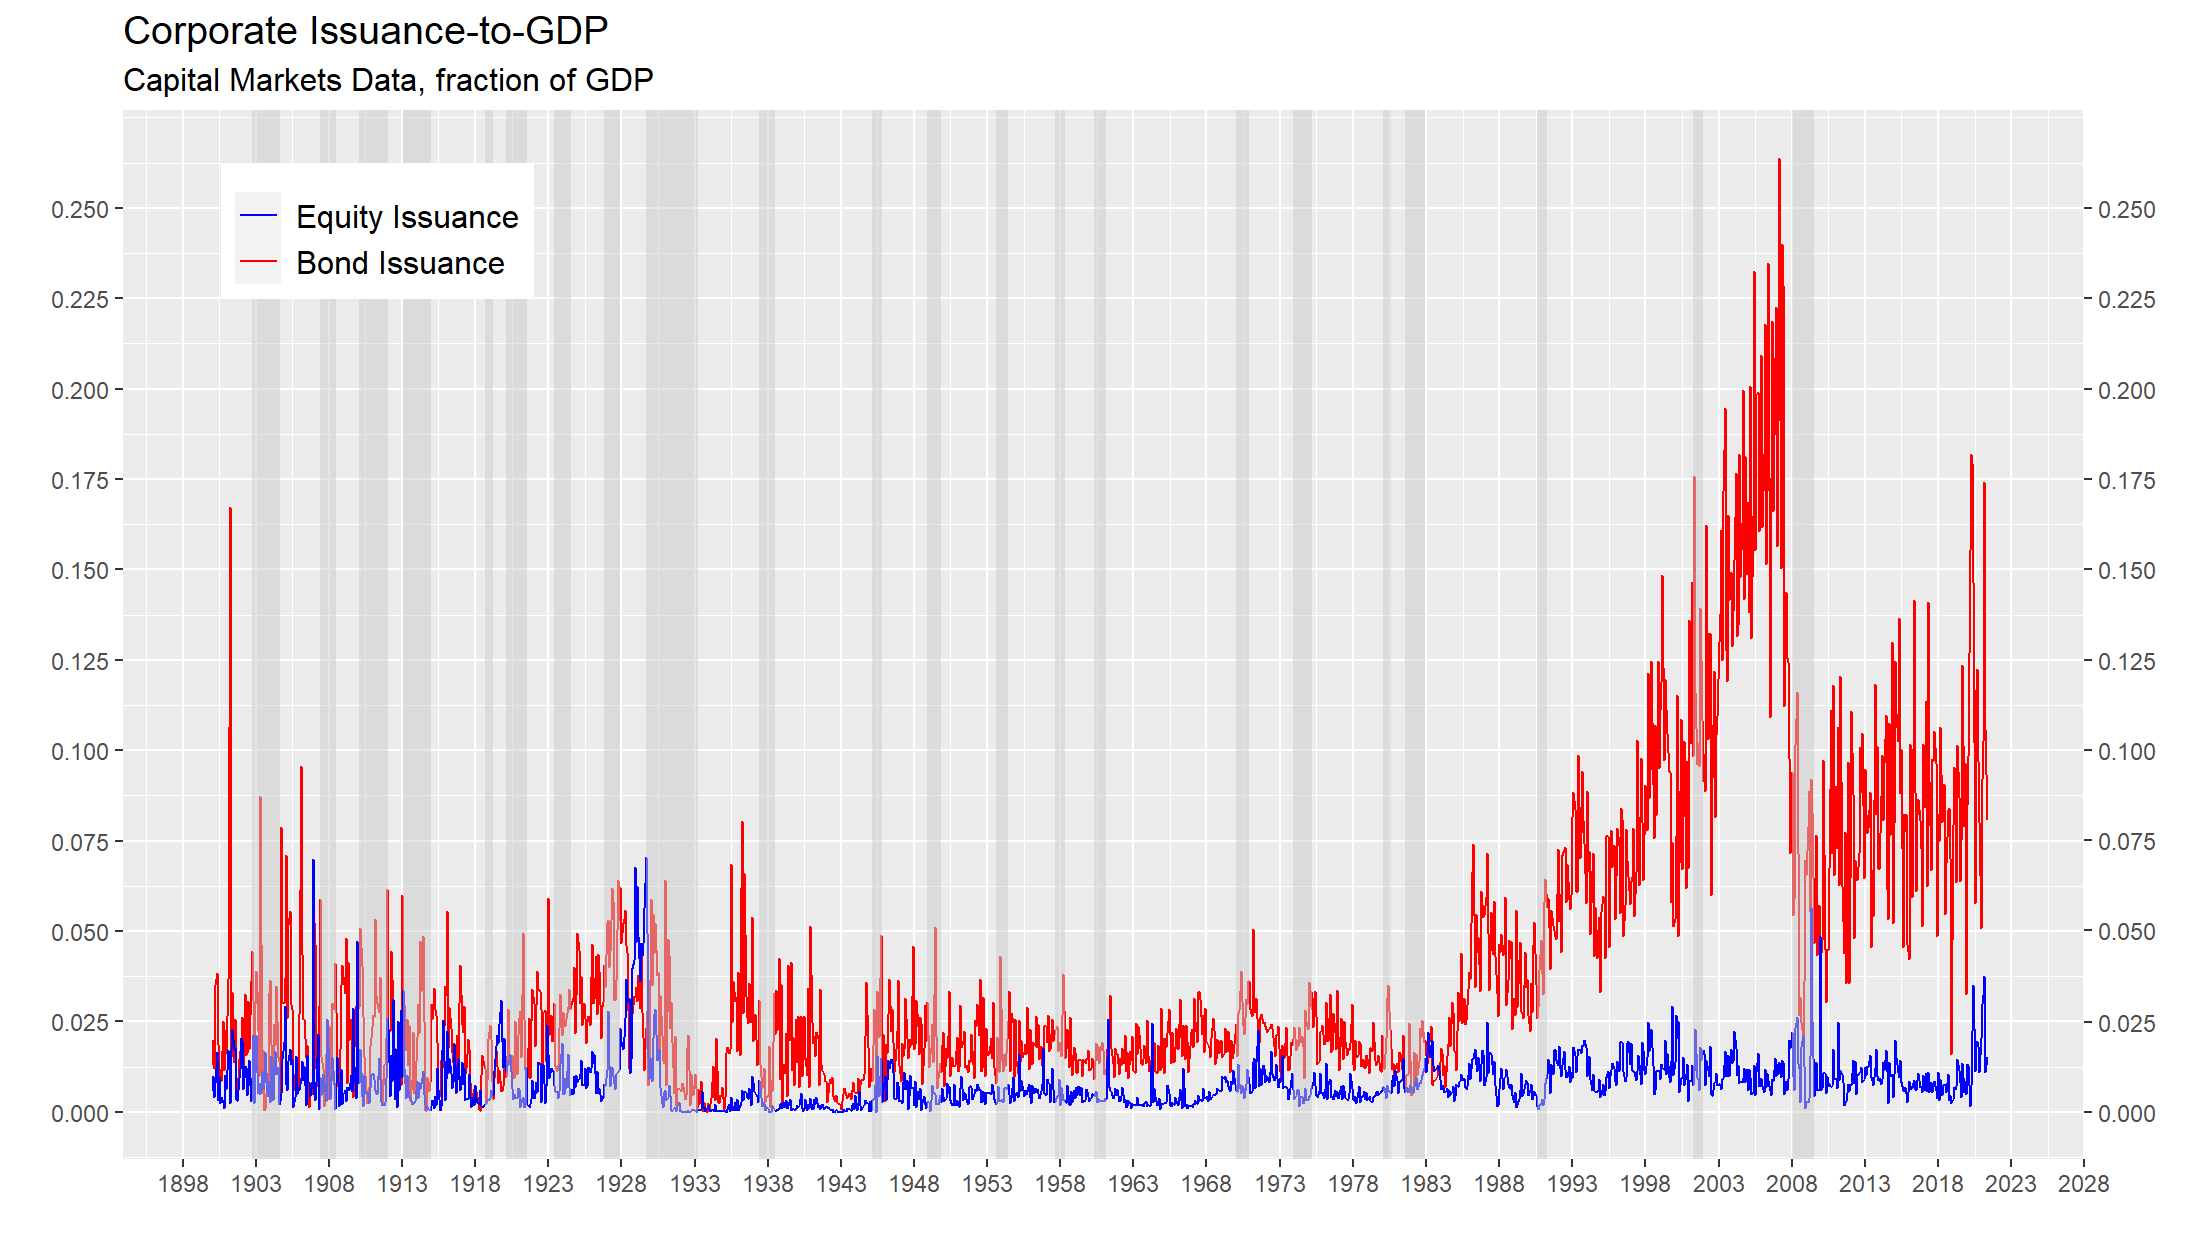 Corporate Issuance-to-GDP
Capital Markets Data, fraction of GDP
Equity Issuance
Bond Issuance
0.250 0.250
0.225 0.225
0.200 0.200
0.175 0.175
0.150 0.150
0.125 0.125
0.100 0.100
0.075 0.075
0.050 0.050
0.025 0.025
0.000 0.000
1898 1903 1908 1913 1918 1923 1928 1933 1938 1943 1948 1953 1958 1963 1968 1973 1978 1983 1988 1993 1998 2003 2008 2013 2018 2023 2028